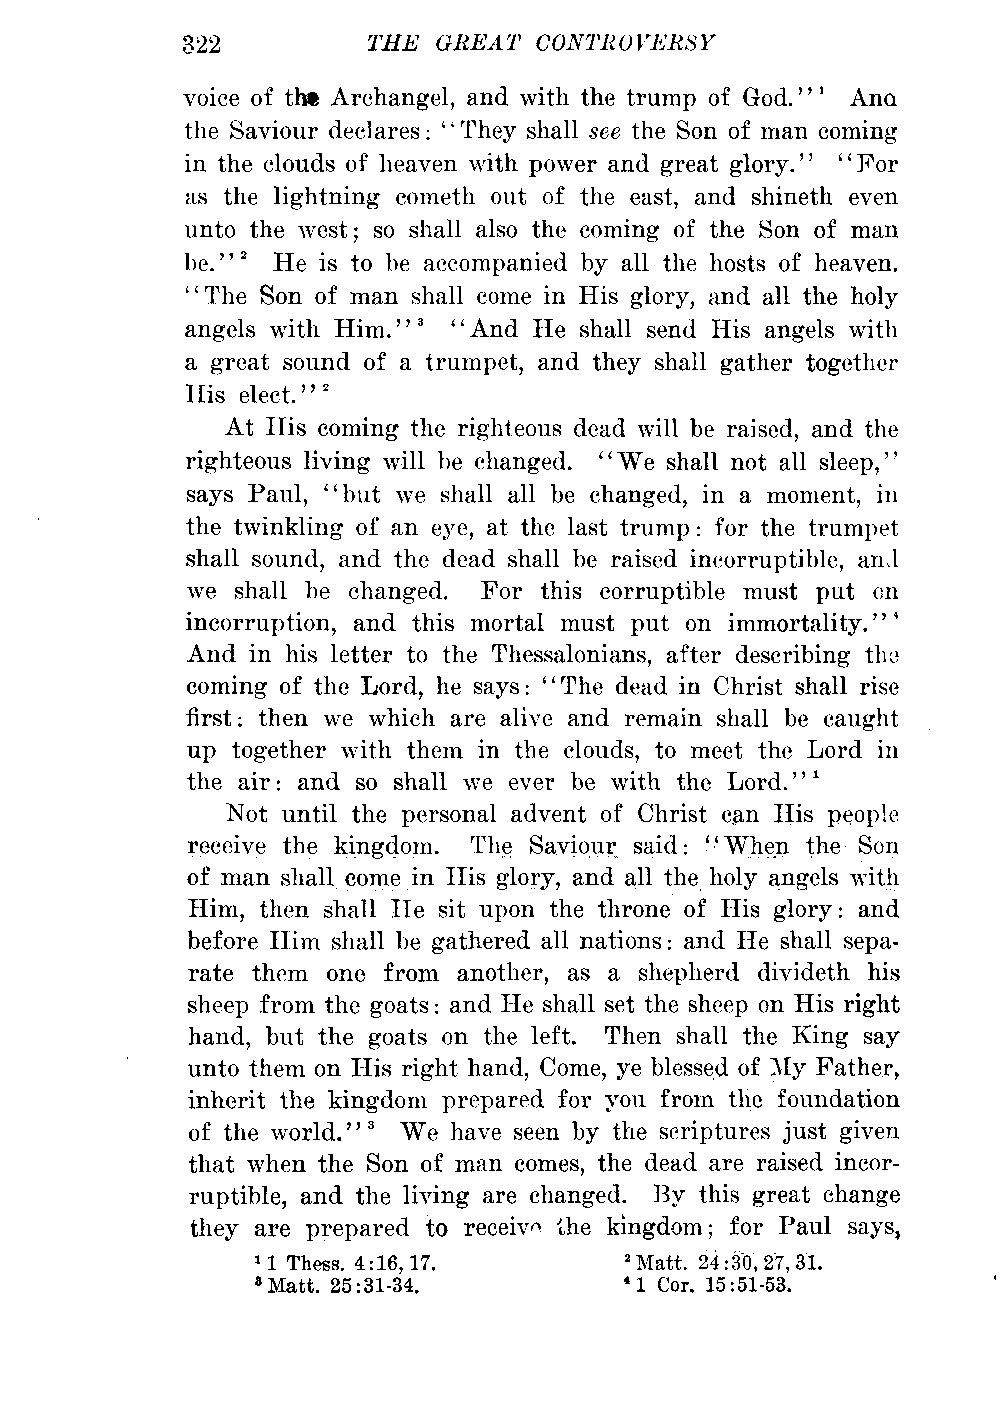 322 THE GREAT CONTROVERSY
voice of the Archangel, and with the trump of God.''¹ And
the Saviour declares: ``They shall see the Son of man coming
in the clouds of heaven with power and great glory.'' ``For
as the lightning cometh out of the east, and shineth even
unto the west; so shall also the coming of the Son of man
be.''² He is to be accompanied by all the hosts of heaven.
``The Son of man shall come in His glory, and all the holy
angels with Him.''³ ``And He shall send His angels with
a great sound of a trumpet, and they shall gather together
His elect.''²
At His coming the righteous dead will be raised, and the
righteous living will be changed. ``We shall not all sleep,''
says Paul, ``but we shall all be changed, in a moment, in
the twinkling of an eye, at the last trump: for the trumpet
shall sound, and the dead shall be raised incorruptible, and
we shall be changed. For this corruptible must put on
incorruption, and this mortal must put on immortality.''⁴
And in his letter to the Thessalonians, after describing the
coming of the Lord, he says: ``The dead in Christ shall rise
first: then we which are alive and remain shall be caught
up together with them in the clouds, to meet the Lord in
the air: and so shall we ever be with the Lord.''¹
Not until the personal advent of Christ can His people
receive the kingdom. The Saviour said: ``When the Son
of man shall come in His glory, and all the holy angels with
Him, then shall He sit upon the throne of His glory: and
before Him shall be gathered all nations: and He shall sepa-
rate them one from another, as a shepherd divideth his
sheep from the goats: and He shall set the sheep on His right
hand, but the goats on the left. Then shall the King say
unto them on His right hand, Come, ye blessed of My Father,
inherit the kingdom prepared for you from the foundation
of the world.''³ We have seen by the scriptures just given
that when the Son of man comes, the dead are raised incor-
ruptible, and the living are changed. By this great change
they are prepared to receive the kingdom; for Paul says,
¹ 1 Thess. 4:16, 17. ² Matt. 24:30, 27, 31.
³ Matt. 25:31-34. ⁴ 1 Cor. 15:51-53.